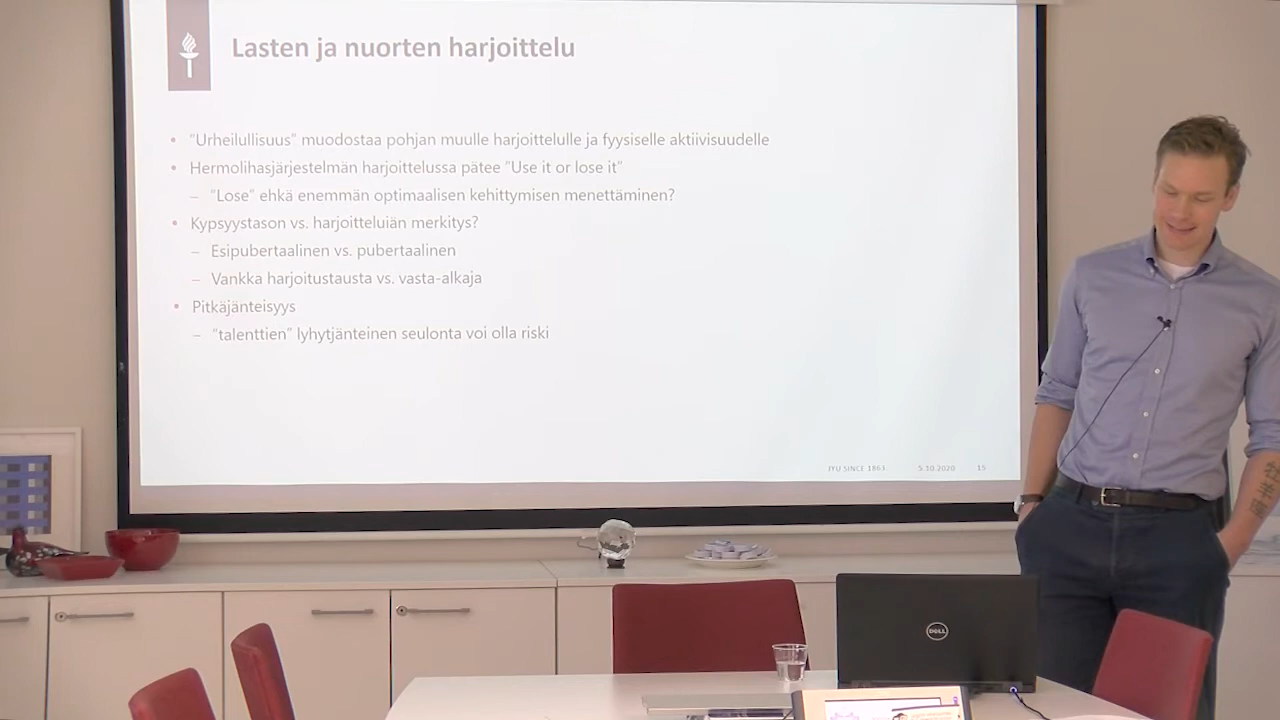 Lasten ja nuorten harjoittelu
• "Urheilullisuus" muodostaa pohjan muulle harjoittelulle ja fyysiselle aktiivisuudelle
• Hermolihasjärjestelmän harjoittelussa pätee "Use it or lose it"
– "Lose" ehkä enemmän optimaalisen kehittymisen menettäminen?
• Kypsyystason vs. harjoitteluiän merkitys?
– Esipubertaalinen vs. pubertaalinen
– Vankka harjoitustausta vs. vasta-alkaja
• Pitkäjänteisyys
– "talenttien" lyhytjänteinen seulonta voi olla riski
JYU SINCE 1863 5.10.2020 15
DELL